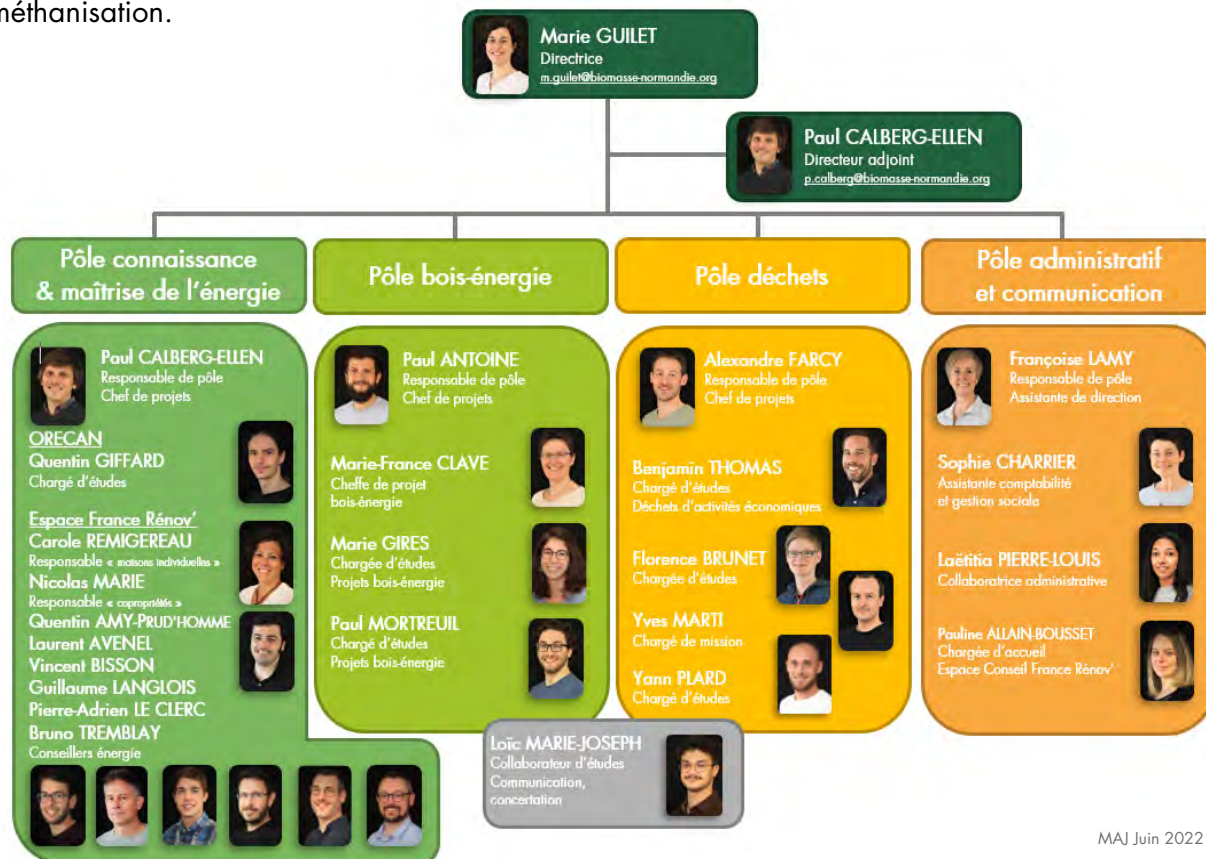 méthanisation.
Marie GUILET
Directrice
m.guilet@biomasse-normandie.org
Paul CALBERG-ELLEN
Directeur adjoint
p.calberg@biomasse-normandie.org
Pôle connaissance
& maîtrise de l'énergie
Paul CALBERG-ELLEN
Responsable de pôle
Chef de projets
ORECAN
Quentin GIFFARD
Chargé d'études
Espace France Rénov'
Carole REMIGEREAU
Responsable « maisons individuelles »
Nicolas MARIE
Responsable « copropriétés »
Quentin AMY-PRUD'HOMME
Laurent AVENEL
Vincent BISSON
Guillaume LANGLOIS
Pierre-Adrien LE CLERC
Bruno TREMBLAY
Conseillers énergie
Pôle bois-énergie
Paul ANTOINE
Responsable de pôle
Chef de projets
Marie-France CLAVE
Cheffe de projet
bois-énergie
Marie GIRES
Chargée d'études
Projets bois-énergie
Paul MORTREUIL
Chargé d'études
Projets bois-énergie
Pôle déchets
Alexandre FARCY
Responsable de pôle
Chef de projets
Benjamin THOMAS
Chargé d'études
Déchets d'activités économiques
Florence BRUNET
Chargée d'études
Yves MARTI
Chargé de mission
Yann PLARD
Chargé d'études
Loïc MARIE-JOSEPH
Collaborateur d'études
Communication,
concertation
Pôle administratif
et communication
Françoise LAMY
Responsable de pôle
Assistante de direction
Sophie CHARRIER
Assistante comptabilité
et gestion sociale
Laëtitia PIERRE-LOUIS
Collaboratrice administrative
Pauline ALLAIN-BOUSSET
Chargée d'accueil
Espace Conseil France Rénov'
MAJ Juin 2022